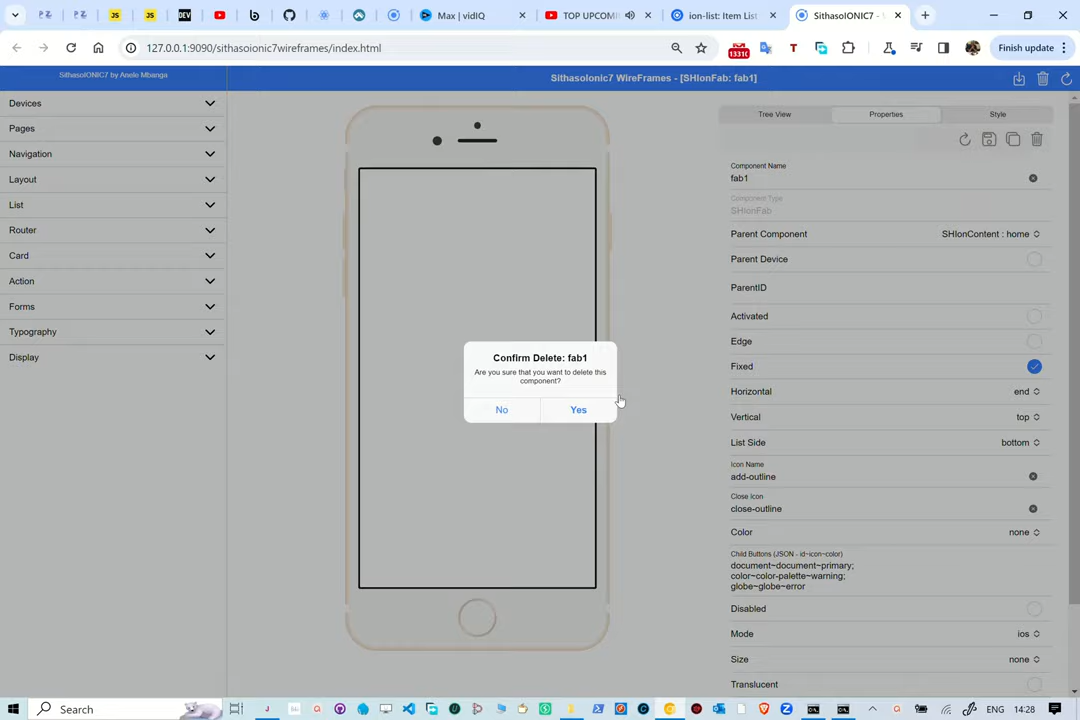 Max | vidIQ
TOP UPCOMI
ion-list: Item List
SithasoIONIC7 -
127.0.0.1:9090/sithasoionic7wireframes/index.html
Finish update
SithasoIONIC7 by Anele Mbanga
SithasoIonic7 WireFrames - [SHIonFab: fab1]
Devices
Pages
Navigation
Layout
List
Router
Card
Action
Forms
Typography
Display
Tree View
Properties
Style
Component Name
fab1
Component Type
SHIonFab
Parent Component
SHIonContent : home
Parent Device
ParentID
Activated
Edge
Fixed
Horizontal
end
Vertical
top
List Side
bottom
Icon Name
add-outline
Close Icon
close-outline
Color
none
Child Buttons (JSON - id~icon~color)
document~document~primary;
color~color-palette~warning;
globe~globe~error
Disabled
Mode
ios
Size
none
Translucent
Confirm Delete: fab1
Are you sure that you want to delete this
component?
No
Yes
Search
ENG
14:28